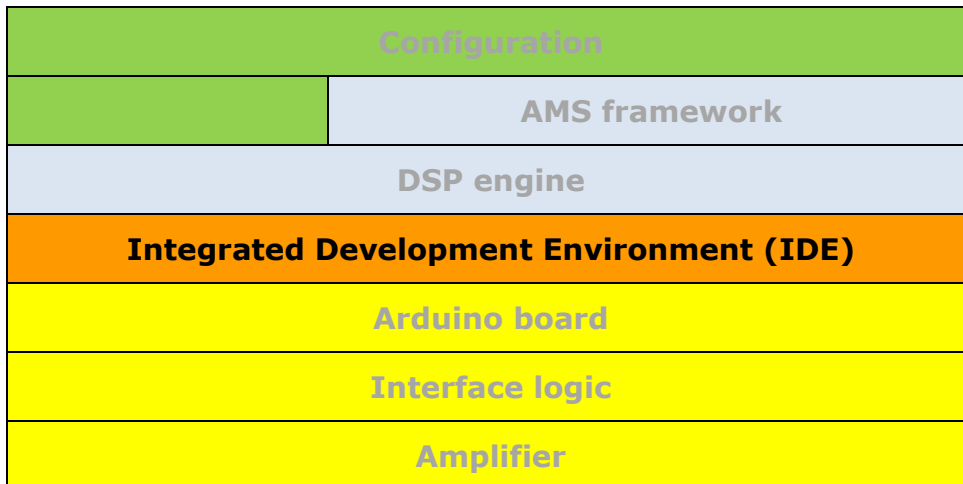 Configuration
AMS framework
DSP engine
Integrated Development Environment (IDE)
Arduino board
Interface logic
Amplifier